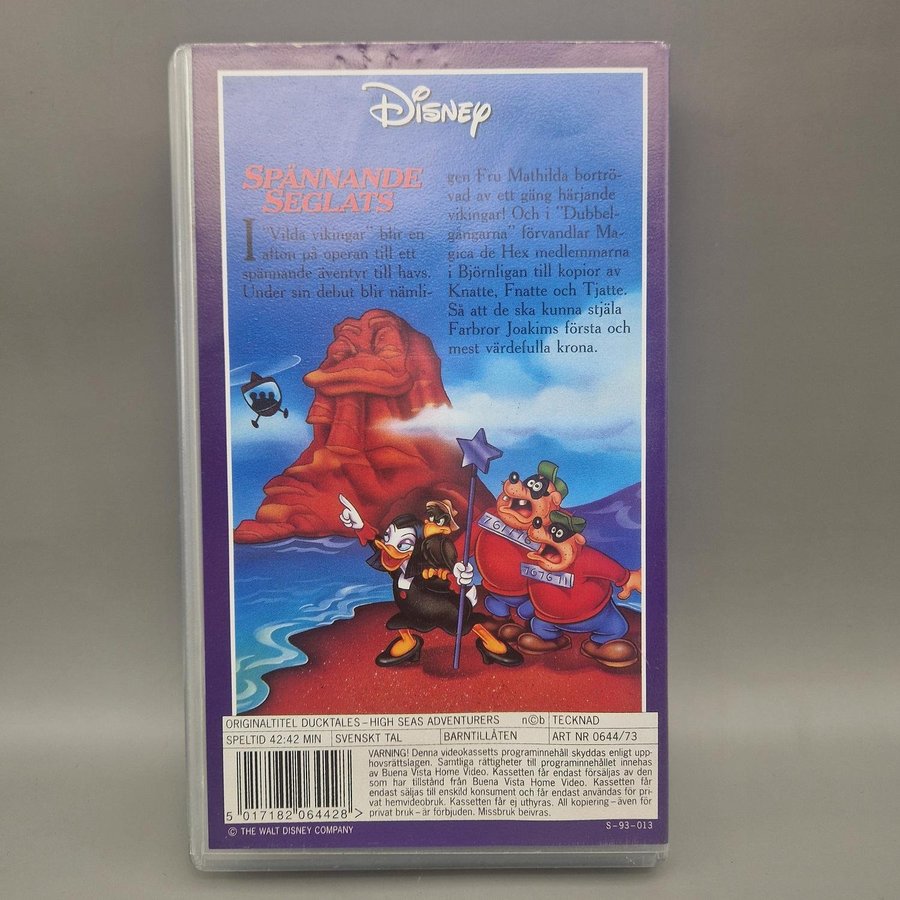 Disney
SPÄNNANDE
SEGLATS
I "Vilda vikingar" blir en
afton på operan till ett
spännande äventyr till havs.
Under sin debut blir nämli-
gen Fru Mathilda bortrö-
vad av ett gäng härjande
vikingar! Och i "Dubbel-
gångarna" förvandlar Ma-
gica de Hex medlemmarna
i Björnligan till kopior av
Knatte, Fnatte och Tjatte.
Så att de ska kunna stjäla
Farbror Joakims första och
mest värdefulla krona.
767671
ORIGINALTITEL DUCKTALES – HIGH SEAS ADVENTURERS n©b TECKNAD
SPELTID 42:42 MIN SVENSKT TAL BARNTILLÅTEN ART NR 0644/73
VARNING! Denna videokassetts programinnehåll skyddas enligt upp-
hovsrättslagen. Samtliga rättigheter till programinnehållet innehas
av Buena Vista Home Video. Kassetten får endast försäljas av den
som har tillstånd från Buena Vista Home Video. Kassetten får
endast säljas till enskild konsument och får endast användas för pri-
vat hemvideobruk. Kassetten får ej uthyras. All kopiering – även för
privat bruk – är förbjuden. Missbruk beivras.
5 017182 064428 >
© THE WALT DISNEY COMPANY
S-93-013